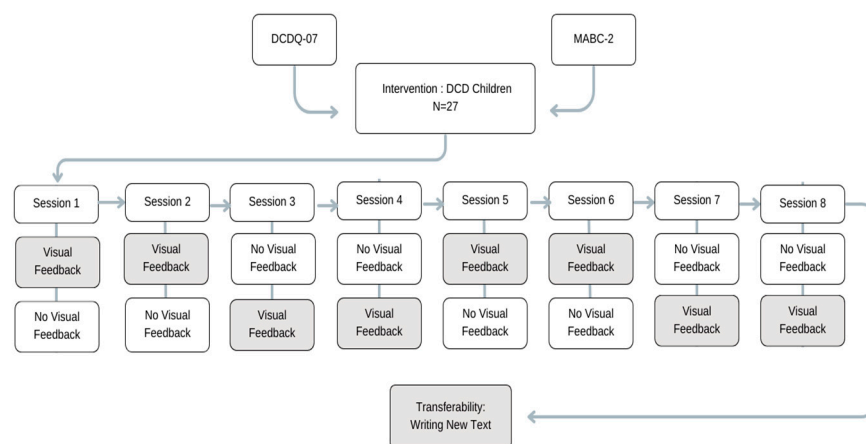 DCDQ-07
MABC-2
Intervention : DCD Children
N=27
Session 1
Session 2
Session 3
Session 4
Session 5
Session 6
Session 7
Session 8
Visual
Feedback
Visual
Feedback
No Visual
Feedback
No Visual
Feedback
Visual
Feedback
Visual
Feedback
No Visual
Feedback
No Visual
Feedback
No Visual
Feedback
No Visual
Feedback
Visual
Feedback
Visual
Feedback
No Visual
Feedback
No Visual
Feedback
Visual
Feedback
Visual
Feedback
Transferability:
Writing New Text